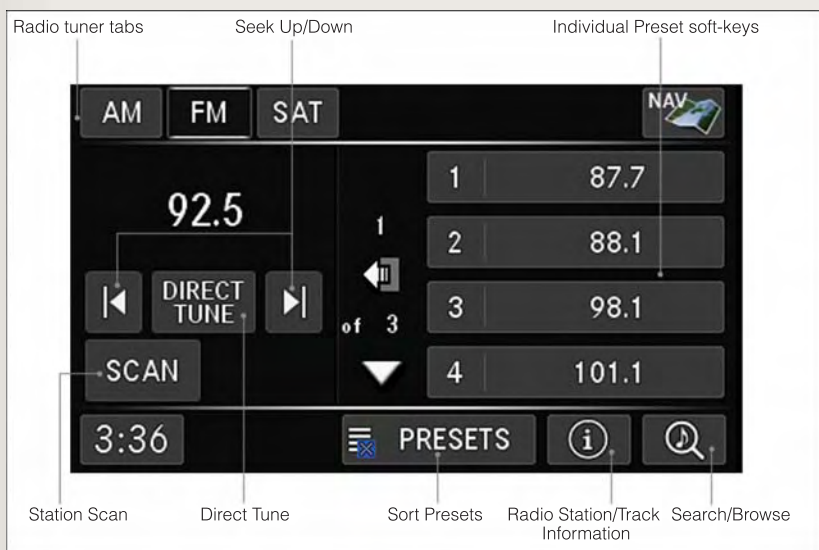 Radio tuner tabs
Seek Up/Down
Individual Preset soft-keys
AM
FM
SAT
NAV
92.5
DIRECT
TUNE
SCAN
1
of 3
1 87.7
2 88.1
3 98.1
4 101.1
3:36
PRESETS
i
Station Scan
Direct Tune
Sort Presets
Radio Station/Track
Information
Search/Browse